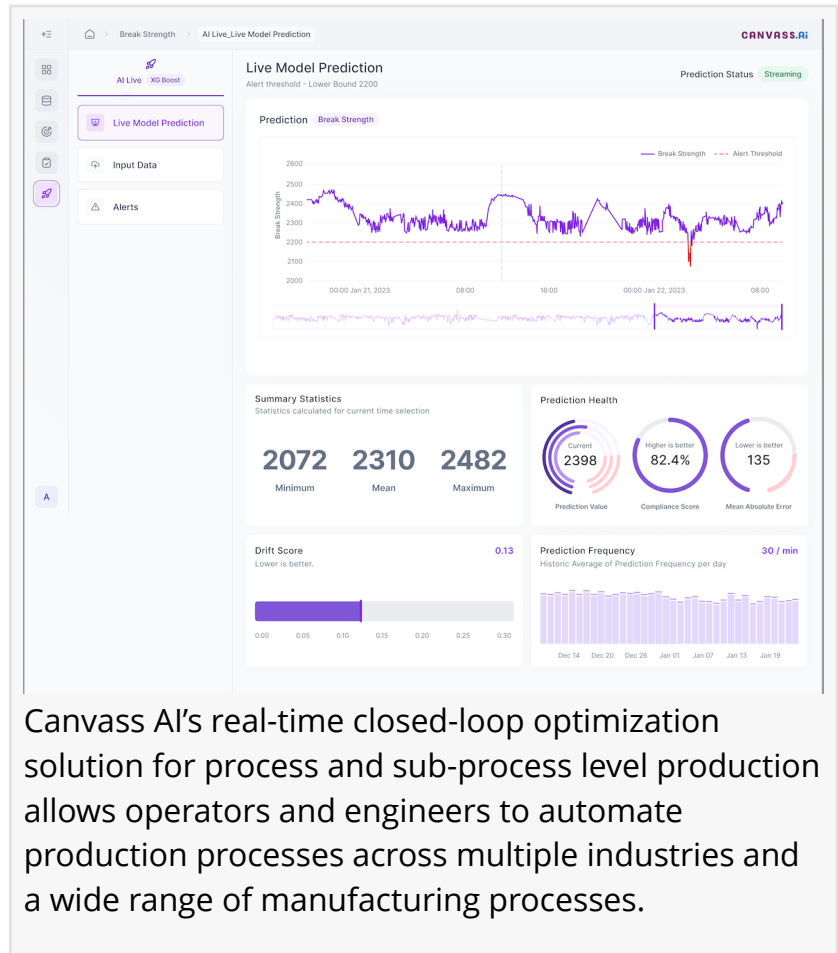 Break Strength
AI Live_Live Model Prediction
CANVASS.Ai
AI Live XG Boost
Live Model Prediction
Input Data
Alerts
A
Live Model Prediction
Alert threshold - Lower Bound 2200
Prediction Status Streaming
Prediction Break Strength
Break Strength
Alert Threshold
Break Strength
2600
2500
2400
2300
2200
2100
2000
00:00 Jan 21, 2023
08:00
16:00
00:00 Jan 22, 2023
08:00
Summary Statistics
Statistics calculated for current time selection
2072 2310 2482
Minimum Mean Maximum
Prediction Health
Current
2398
Prediction Value
Higher is better
82.4%
Compliance Score
Lower is better
135
Mean Absolute Error
Drift Score 0.13
Lower is better.
0.00 0.05 0.10 0.15 0.20 0.25 0.30
Prediction Frequency 30 / min
Historic Average of Prediction Frequency per day
Dec 14 Dec 20 Dec 26 Jan 01 Jan 07 Jan 13 Jan 19
Canvass AI’s real-time closed-loop optimization
solution for process and sub-process level production
allows operators and engineers to automate
production processes across multiple industries and
a wide range of manufacturing processes.